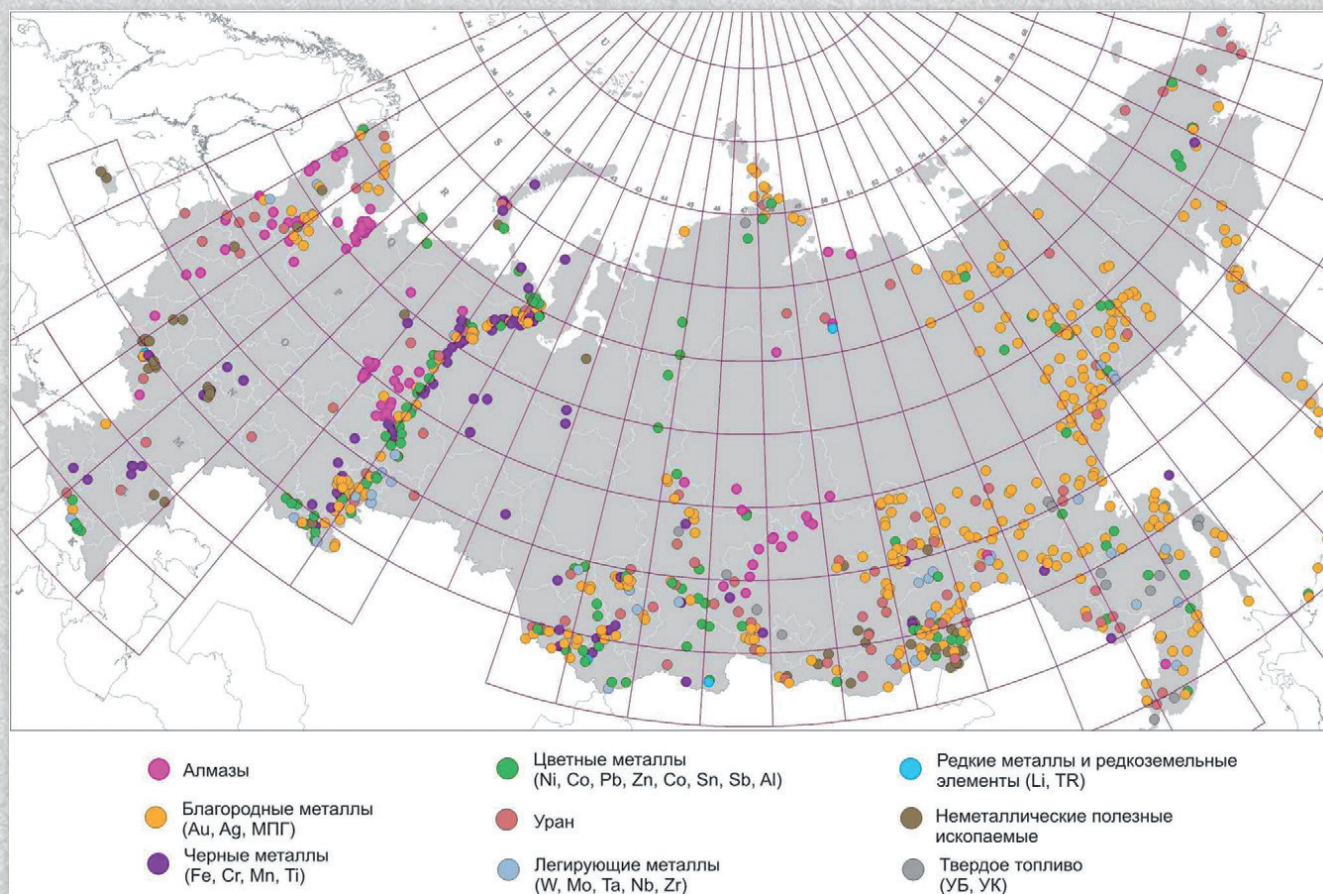 Алмазы
Благородные металлы
(Au, Ag, МПГ)
Черные металлы
(Fe, Cr, Mn, Ti)
Цветные металлы
(Ni, Co, Pb, Zn, Co, Sn, Sb, Al)
Уран
Легирующие металлы
(W, Mo, Ta, Nb, Zr)
Редкие металлы и редкоземельные
элементы (Li, TR)
Неметаллические полезные
ископаемые
Твердое топливо
(УБ, УК)